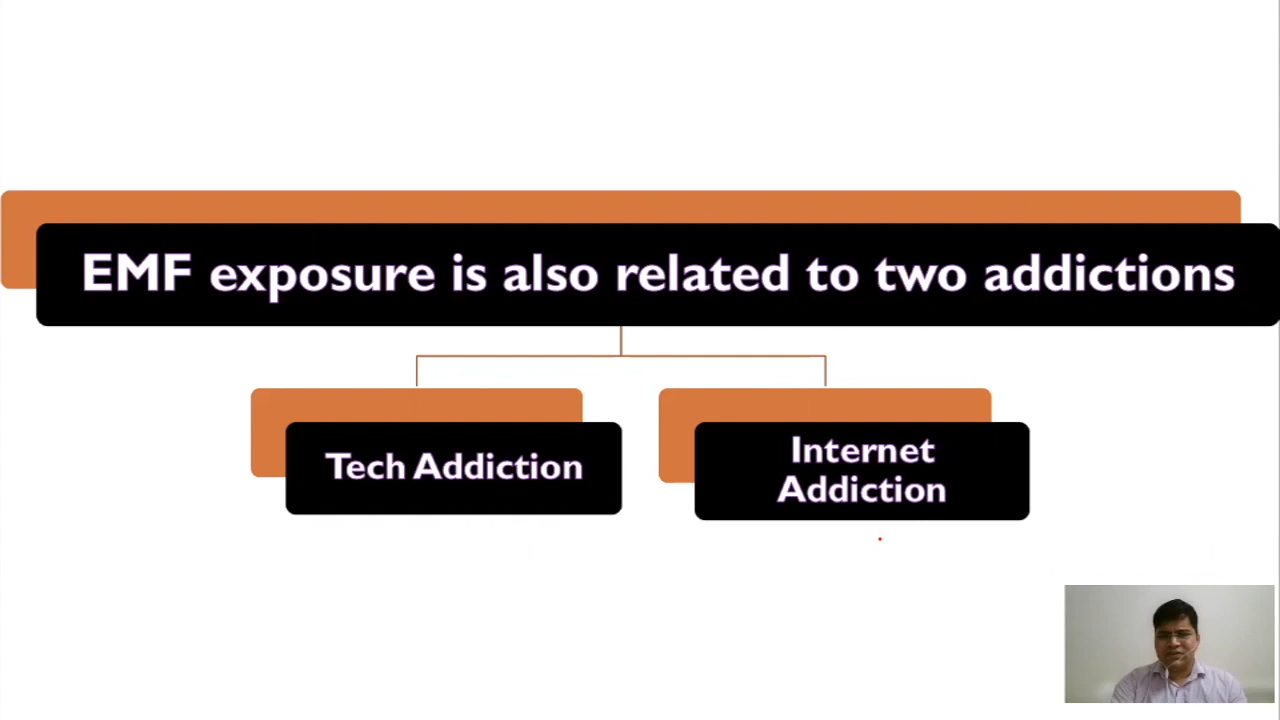 EMF exposure is also related to two addictions
Tech Addiction
Internet
Addiction